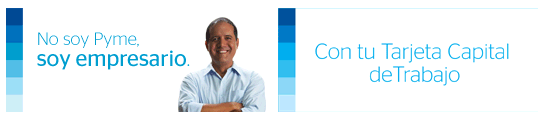 No soy Pyme,
soy empresario.
Con tu Tarjeta Capital
deTrabajo